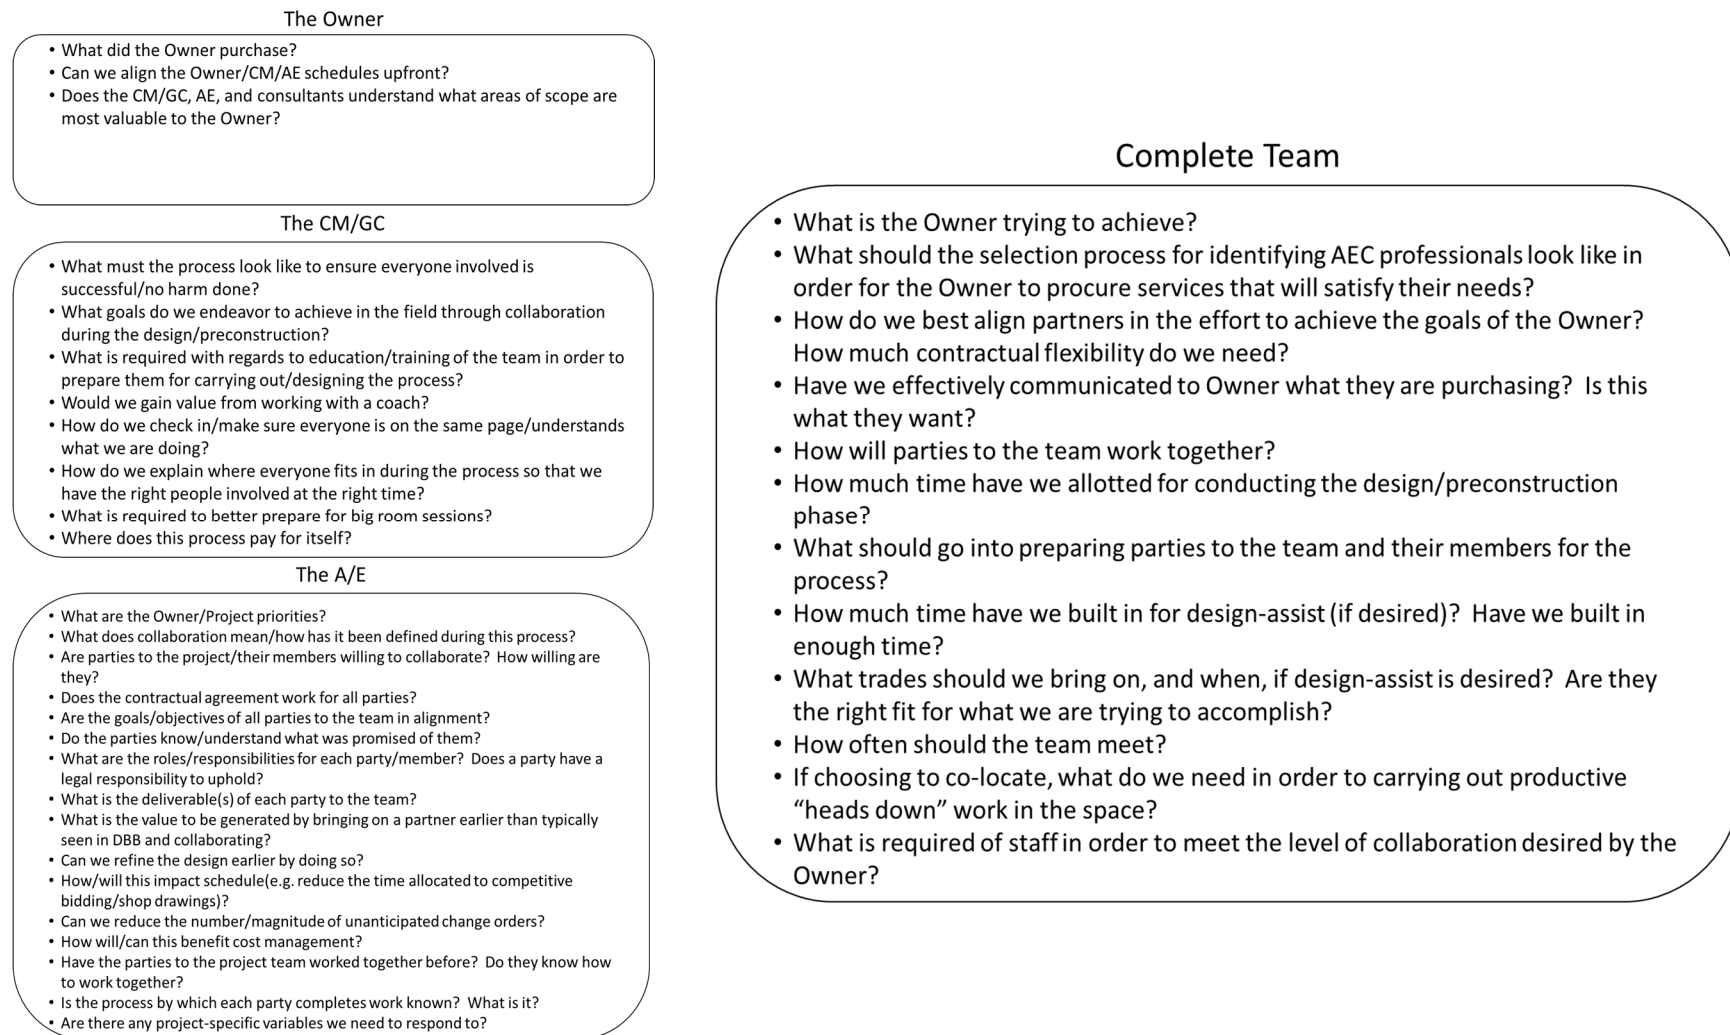 The Owner
• What did the Owner purchase?
• Can we align the Owner/CM/AE schedules upfront?
• Does the CM/GC, AE, and consultants understand what areas of scope are
most valuable to the Owner?
The CM/GC
• What must the process look like to ensure everyone involved is
successful/no harm done?
• What goals do we endeavor to achieve in the field through collaboration
during the design/preconstruction?
• What is required with regards to education/training of the team in order to
prepare them for carrying out/designing the process?
• Would we gain value from working with a coach?
• How do we check in/make sure everyone is on the same page/understands
what we are doing?
• How do we explain where everyone fits in during the process so that we
have the right people involved at the right time?
• What is required to better prepare for big room sessions?
• Where does this process pay for itself?
The A/E
• What are the Owner/Project priorities?
• What does collaboration mean/how has it been defined during this process?
• Are parties to the project/their members willing to collaborate?  How willing are
they?
• Does the contractual agreement work for all parties?
• Are the goals/objectives of all parties to the team in alignment?
• Do the parties know/understand what was promised of them?
• What are the roles/responsibilities for each party/member?  Does a party have a
legal responsibility to uphold?
• What is the deliverable(s) of each party to the team?
• What is the value to be generated by bringing on a partner earlier than typically
seen in DBB and collaborating?
• Can we refine the design earlier by doing so?
• How/will this impact schedule(e.g. reduce the time allocated to competitive
bidding/shop drawings)?
• Can we reduce the number/magnitude of unanticipated change orders?
• How will/can this benefit cost management?
• Have the parties to the project team worked together before?  Do they know how
to work together?
• Is the process by which each party completes work known?  What is it?
• Are there any project-specific variables we need to respond to?
Complete Team
• What is the Owner trying to achieve?
• What should the selection process for identifying AEC professionals look like in
order for the Owner to procure services that will satisfy their needs?
• How do we best align partners in the effort to achieve the goals of the Owner?
How much contractual flexibility do we need?
• Have we effectively communicated to Owner what they are purchasing?  Is this
what they want?
• How will parties to the team work together?
• How much time have we allotted for conducting the design/preconstruction
phase?
• What should go into preparing parties to the team and their members for the
process?
• How much time have we built in for design-assist (if desired)?  Have we built in
enough time?
• What trades should we bring on, and when, if design-assist is desired?  Are they
the right fit for what we are trying to accomplish?
• How often should the team meet?
• If choosing to co-locate, what do we need in order to carrying out productive
“heads down” work in the space?
• What is required of staff in order to meet the level of collaboration desired by the
Owner?